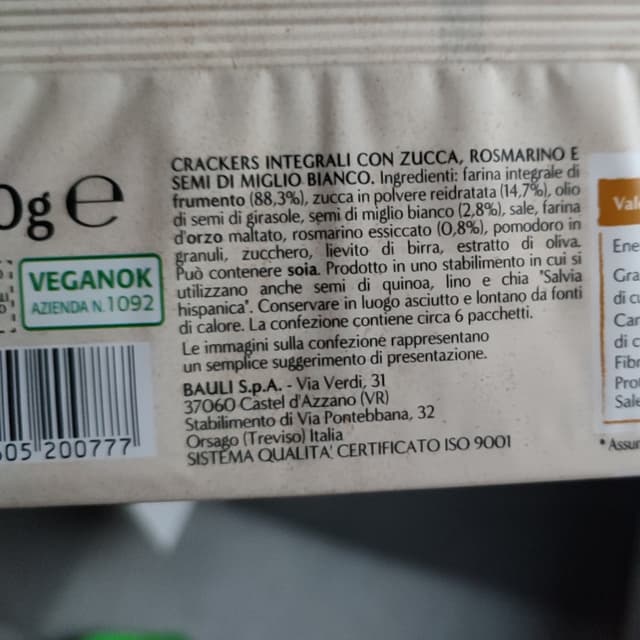 CRACKERS INTEGRALI CON ZUCCA, ROSMARINO E
SEMI DI MIGLIO BIANCO. Ingredienti: farina integrale di
frumento (88,3%), zucca in polvere reidratata (14,7%), olio
di semi di girasole, semi di miglio bianco (2,8%), sale, farina
d'orzo maltato, rosmarino essiccato (0,8%), pomodoro in
granuli, zucchero, lievito di birra, estratto di oliva.
Può contenere soia. Prodotto in uno stabilimento in cui si
utilizzano anche semi di quinoa, lino e chia "Salvia
hispanica". Conservare in luogo asciutto e lontano da fonti
di calore. La confezione contiene circa 6 pacchetti.
Le immagini sulla confezione rappresentano
un semplice suggerimento di presentazione.
BAULI S.p.A. - Via Verdi, 31
37060 Castel d'Azzano (VR)
Stabilimento di Via Pontebbana, 32
Orsago (Treviso) Italia
SISTEMA QUALITA' CERTIFICATO ISO 9001
0g e
VEGANOK
AZIENDA N.1092
605 200777
Val
Ene
Gra
di c
Car
di c
Fibr
Pro
Sale
* Assu